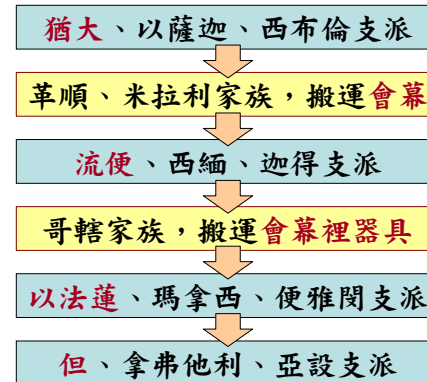 猶大、以薩迦、西布倫支派
革順、米拉利家族，搬運會幕
流便、西緬、迦得支派
哥轄家族，搬運會幕裡器具
以法蓮、瑪拿西、便雅閔支派
但、拿弗他利、亞設支派